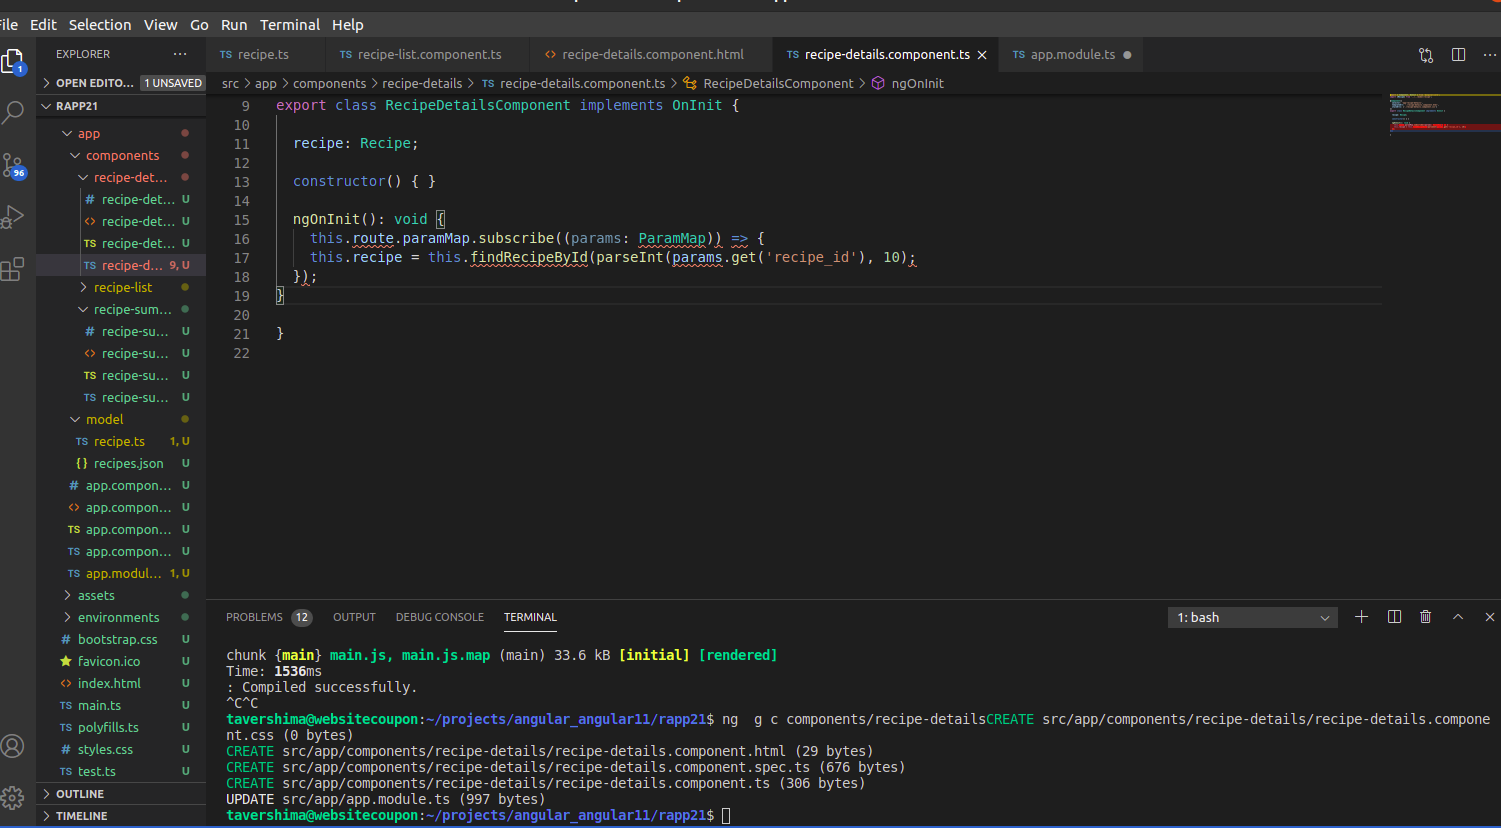 File Edit Selection View Go Run Terminal Help
EXPLORER ···
TS recipe.ts TS recipe-list.component.ts <> recipe-details.component.html TS recipe-details.component.ts × TS app.module.ts ●
src > app > components > recipe-details > TS recipe-details.component.ts > RecipeDetailsComponent > ngOnInit
1
96
> OPEN EDITO... 1 UNSAVED
RAPP21
app
components
recipe-det...
# recipe-det... U
<> recipe-det... U
TS recipe-det... U
TS recipe-d... 9, U
> recipe-list
recipe-sum...
# recipe-su... U
<> recipe-su... U
TS recipe-su... U
TS recipe-su... U
model
TS recipe.ts 1, U
{} recipes.json U
# app.compon... U
<> app.compon... U
TS app.compon... U
TS app.compon... U
TS app.modul... 1, U
> assets
> environments
# bootstrap.css U
favicon.ico U
<> index.html U
TS main.ts U
TS polyfills.ts U
# styles.css U
TS test.ts U
> OUTLINE
> TIMELINE
9 export class RecipeDetailsComponent implements OnInit {
10
11 recipe: Recipe;
12
13 constructor() { }
14
15 ngOnInit(): void {
16 this.route.paramMap.subscribe((params: ParamMap)) => {
17 this.recipe = this.findRecipeById(parseInt(params.get('recipe_id'), 10);
18 });
19 }
20
21 }
22
PROBLEMS 12 OUTPUT DEBUG CONSOLE TERMINAL 1: bash
chunk {main} main.js, main.js.map (main) 33.6 kB [initial] [rendered]
Time: 1536ms
: Compiled successfully.
^C^C
tavershima@websitecoupon:~/projects/angular_angular11/rapp21$ ng  g c components/recipe-detailsCREATE src/app/components/recipe-details/recipe-details.compone
nt.css (0 bytes)
CREATE src/app/components/recipe-details/recipe-details.component.html (29 bytes)
CREATE src/app/components/recipe-details/recipe-details.component.spec.ts (676 bytes)
CREATE src/app/components/recipe-details/recipe-details.component.ts (306 bytes)
UPDATE src/app/app.module.ts (997 bytes)
tavershima@websitecoupon:~/projects/angular_angular11/rapp21$